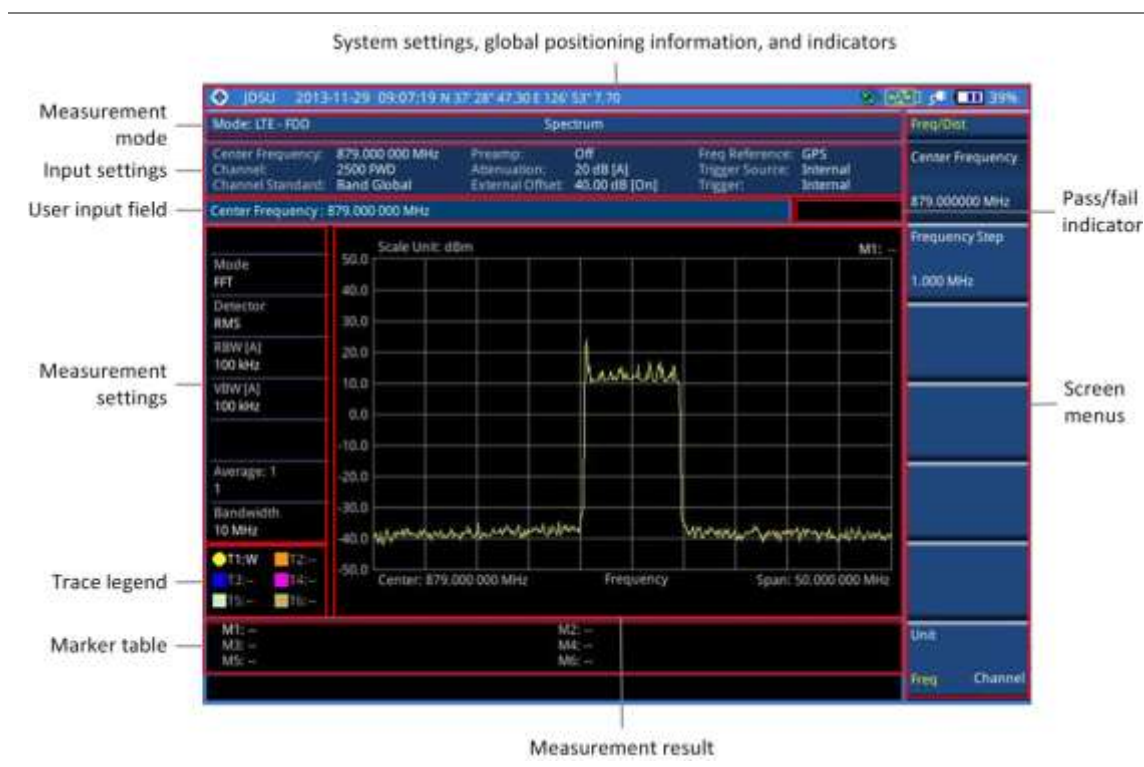 System settings, global positioning information, and indicators
JDSU 2013-11-29 09:07:19 N 37° 28" 47.30 E 126° 53" 7.70 39%
Measurement mode
Mode: LTE - FDD Spectrum Freq/Dist
Input settings
Center Frequency: 879.000 000 MHz Preamp: Off Freq Reference: GPS
Channel: 2500 FWD Attenuation: 20 dB [A] Trigger Source: Internal
Channel Standard: Band Global External Offset: 40.00 dB [On] Trigger: Internal
Center Frequency
879.000000 MHz
User input field
Center Frequency : 879.000 000 MHz
Pass/fail indicator
Frequency Step
1.000 MHz
Scale Unit: dBm M1: --
Measurement settings
Mode
FFT
Detector
RMS
RBW [A]
100 kHz
VBW [A]
100 kHz
Average: 1
1
Bandwidth
10 MHz
50.0
40.0
30.0
20.0
10.0
0.0
-10.0
-20.0
-30.0
-40.0
-50.0
Center: 879.000 000 MHz Frequency Span: 50.000 000 MHz
Screen menus
Trace legend
T1:W T2:--
T3:-- T4:--
T5:-- T6:--
Marker table
M1: -- M2: --
M3: -- M4: --
M5: -- M6: --
Unit
Freq Channel
Measurement result